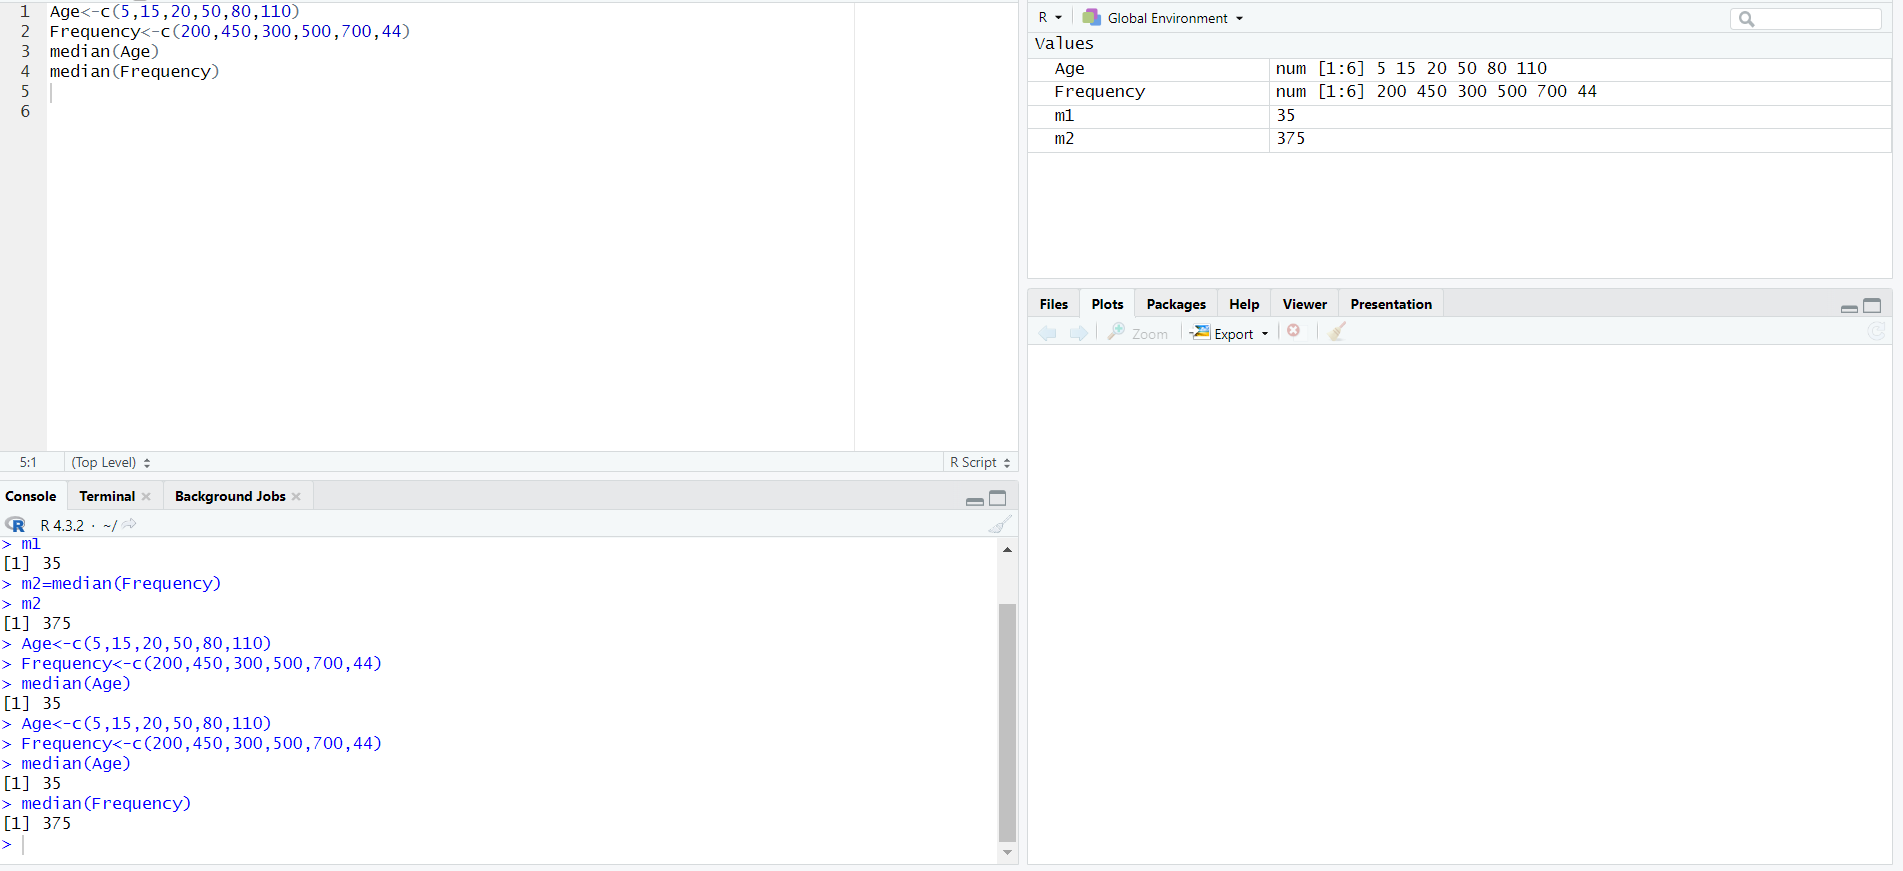 1 Age<-c(5,15,20,50,80,110)
2 Frequency<-c(200,450,300,500,700,44)
3 median(Age)
4 median(Frequency)
5
6
5:1 (Top Level) R Script
Console Terminal Background Jobs
R 4.3.2 · ~/
> m1
[1] 35
> m2=median(Frequency)
> m2
[1] 375
> Age<-c(5,15,20,50,80,110)
> Frequency<-c(200,450,300,500,700,44)
> median(Age)
[1] 35
> Age<-c(5,15,20,50,80,110)
> Frequency<-c(200,450,300,500,700,44)
> median(Age)
[1] 35
> median(Frequency)
[1] 375
>
R Global Environment
Values
Age num [1:6] 5 15 20 50 80 110
Frequency num [1:6] 200 450 300 500 700 44
m1 35
m2 375
Files Plots Packages Help Viewer Presentation
Zoom Export